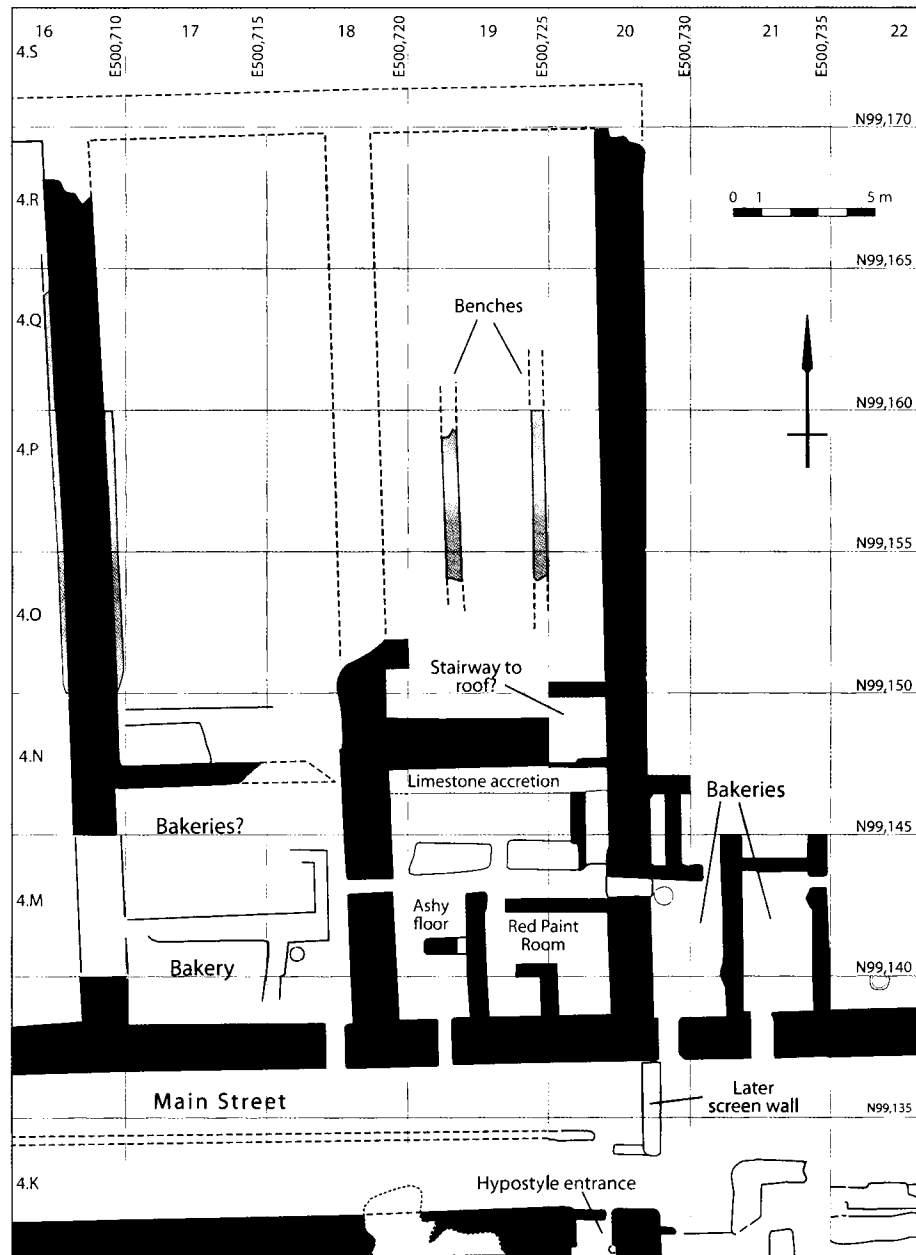 16 17 18 19 20 21 22
E500,710 E500,715 E500,720 E500,725 E500,730 E500,735
4.S
N99,170
4.R
0 1 5 m
N99,165
4.Q
Benches
N99,160
4.P
N99,155
4.O
Stairway to
roof?
N99,150
4.N
Limestone accretion
Bakeries
Bakeries?
N99,145
4.M
Ashy
floor
Red Paint
Room
Bakery
N99,140
Main Street
Later
screen wall
N99,135
4.K
Hypostyle entrance